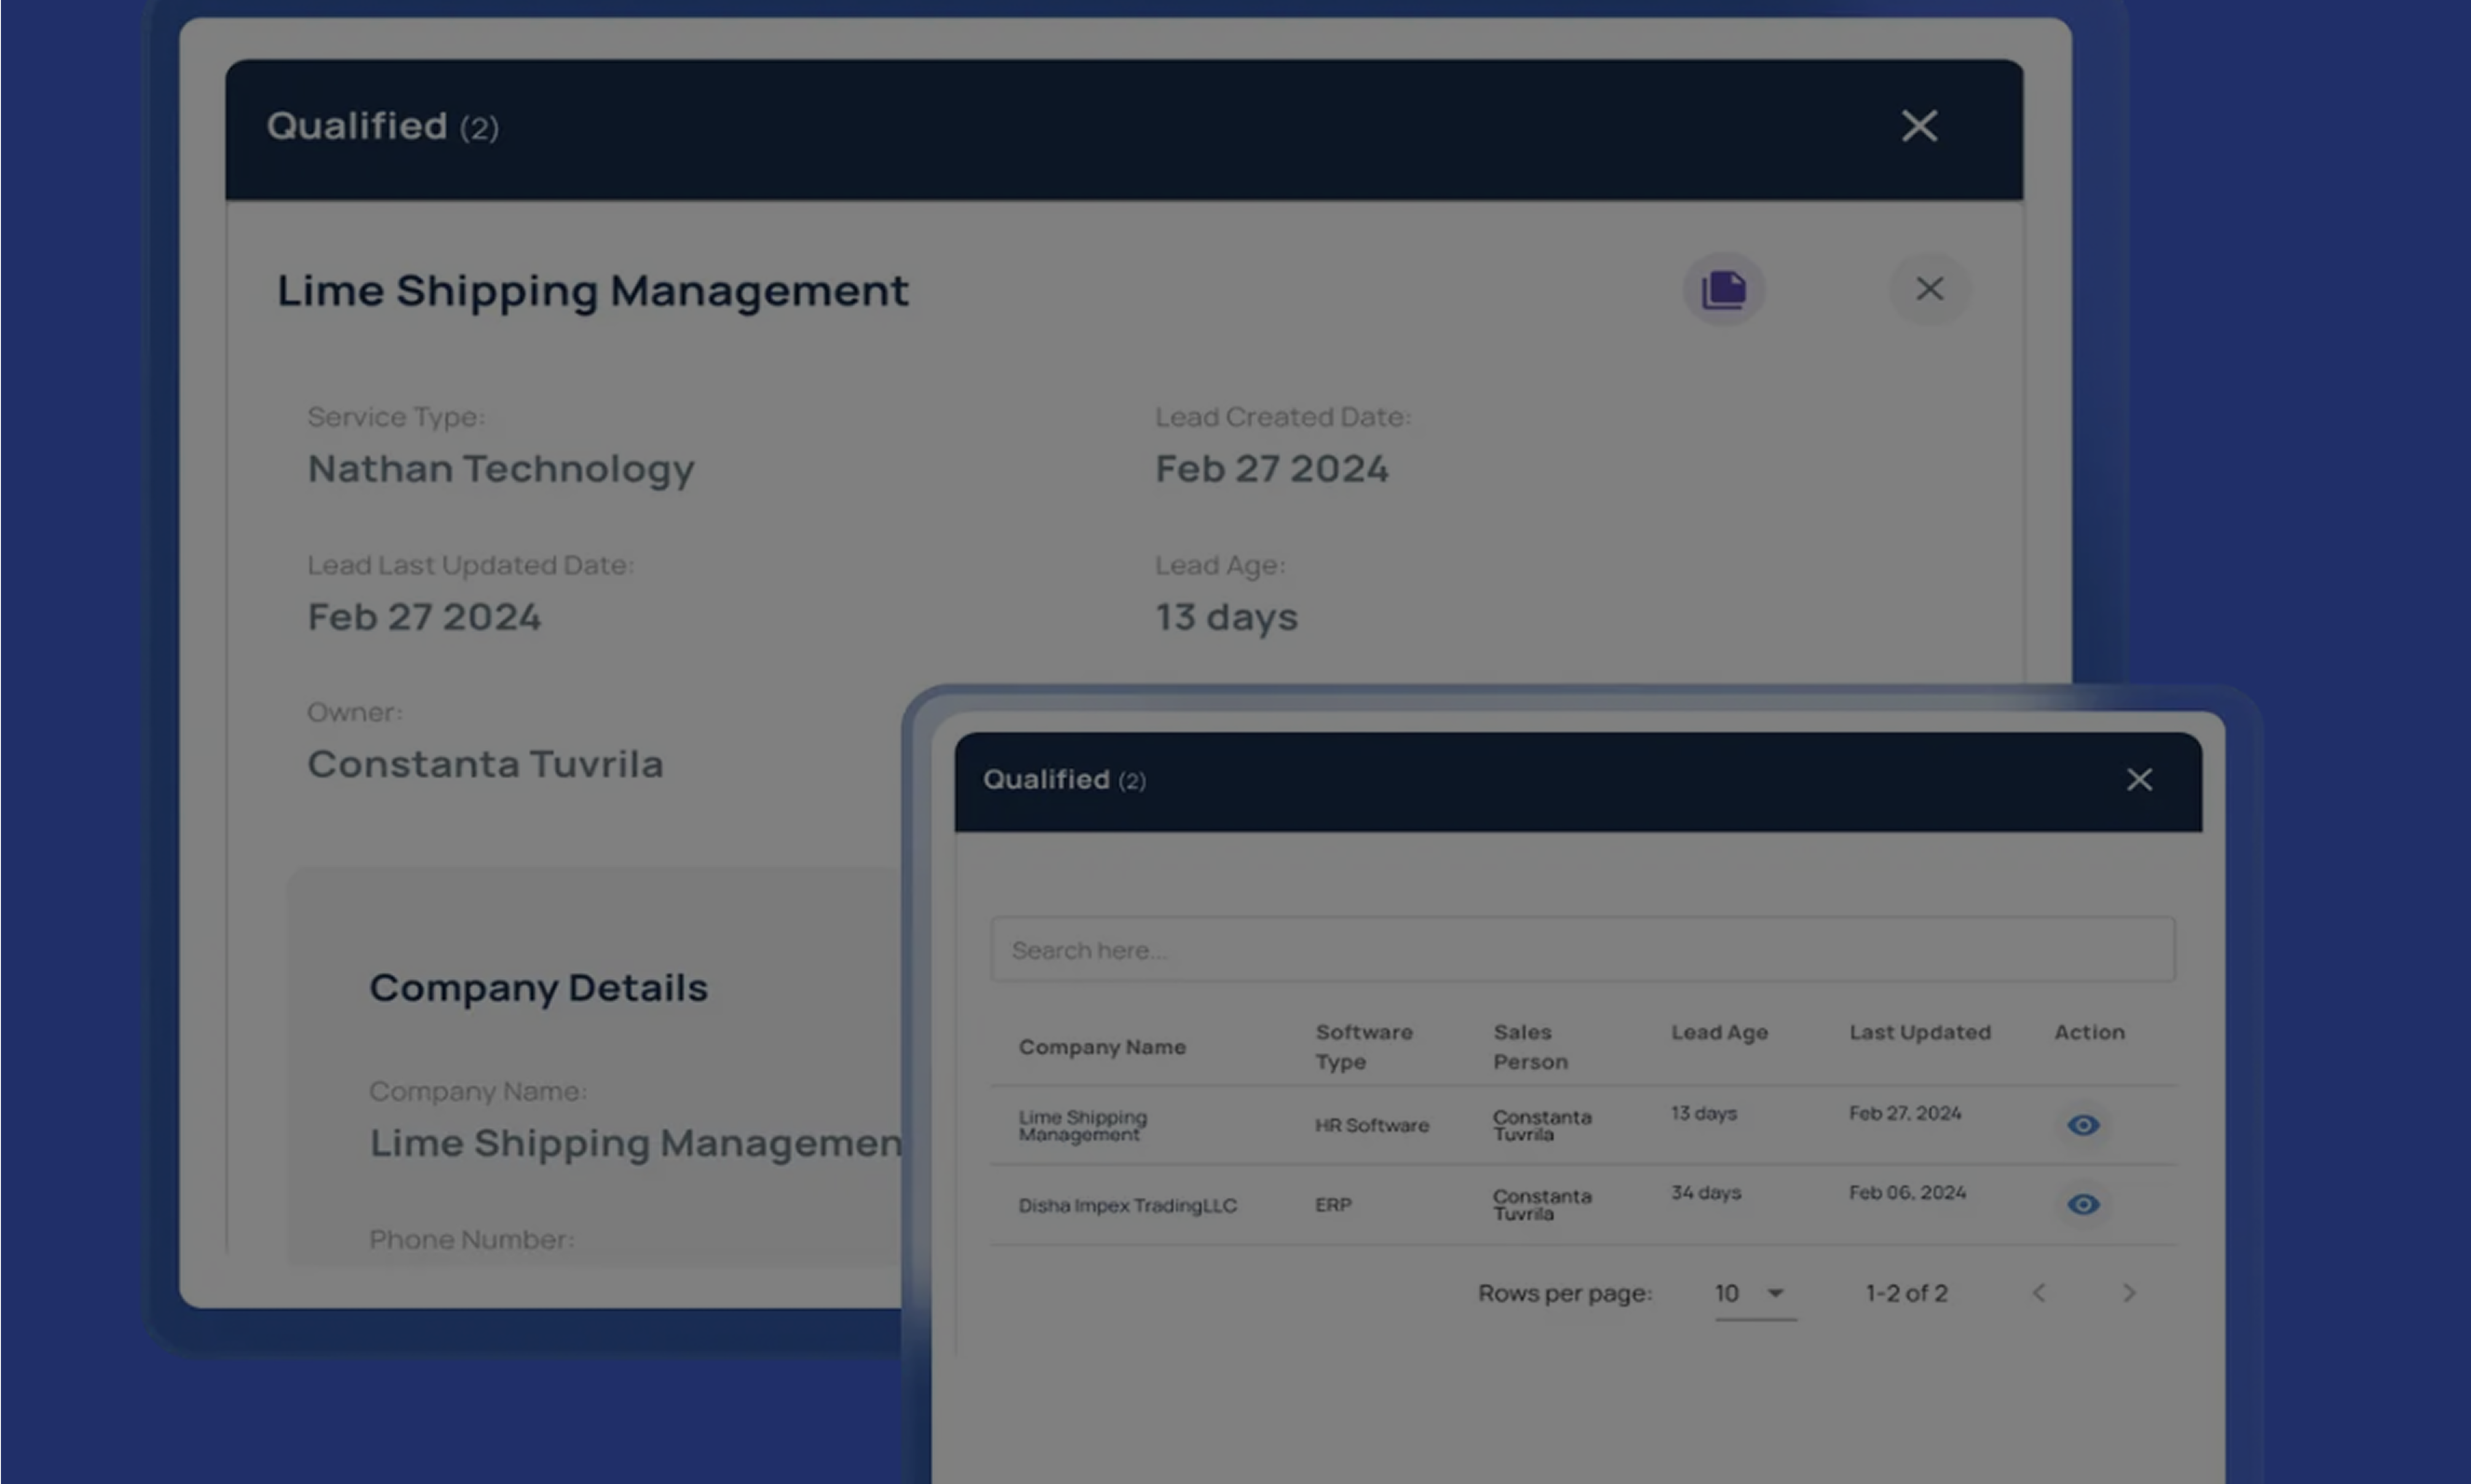 Qualified (2)
Lime Shipping Management
Service Type:
Nathan Technology
Lead Created Date:
Feb 27 2024
Lead Last Updated Date:
Feb 27 2024
Lead Age:
13 days
Owner:
Constanta Tuvrila
Company Details
Company Name:
Lime Shipping Managemen
Phone Number:
Qualified (2)
Search here...
Company Name
Software
Type
Sales
Person
Lead Age
Last Updated
Action
Lime Shipping
Management
HR Software
Constanta
Tuvrila
13 days
Feb 27, 2024
Disha Impex TradingLLC
ERP
Constanta
Tuvrila
34 days
Feb 06, 2024
Rows per page:
10
1-2 of 2